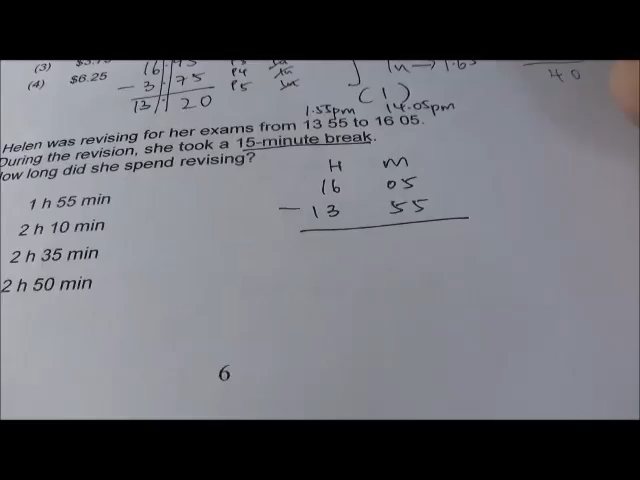 (3)
(4) $6.25
16
- 3 75
13 20
P4
P5
(1)
40
1.55pm 14.05pm
Helen was revising for her exams from 13 55 to 16 05.
During the revision, she took a 15-minute break.
How long did she spend revising?
H M
16 05
- 13 55
1 h 55 min
2 h 10 min
2 h 35 min
2 h 50 min
6